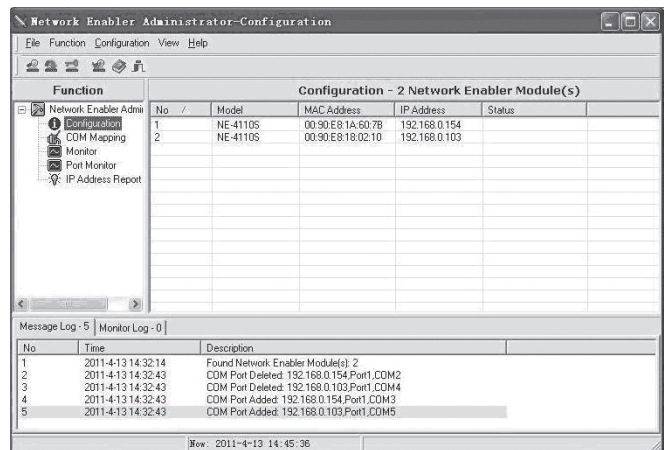 Network Enabler Administrator-Configuration
File Function Configuration View Help
Function
Configuration - 2 Network Enabler Module(s)
Network Enabler Admi
Configuration
COM Mapping
Monitor
Port Monitor
IP Address Report
No / Model MAC Address IP Address Status
1 NE-4110S 00:90:E8:1A:60:7B 192.168.0.154
2 NE-4110S 00:90:E8:18:02:10 192.168.0.103
Message Log - 5 Monitor Log - 0
No Time Description
1 2011-4-13 14:32:14 Found Network Enabler Module(s): 2
2 2011-4-13 14:32:43 COM Port Deleted: 192.168.0.154,Port1,COM2
3 2011-4-13 14:32:43 COM Port Deleted: 192.168.0.103,Port1,COM4
4 2011-4-13 14:32:43 COM Port Added: 192.168.0.154,Port1,COM3
5 2011-4-13 14:32:43 COM Port Added: 192.168.0.103,Port1,COM5
Now: 2011-4-13 14:45:36